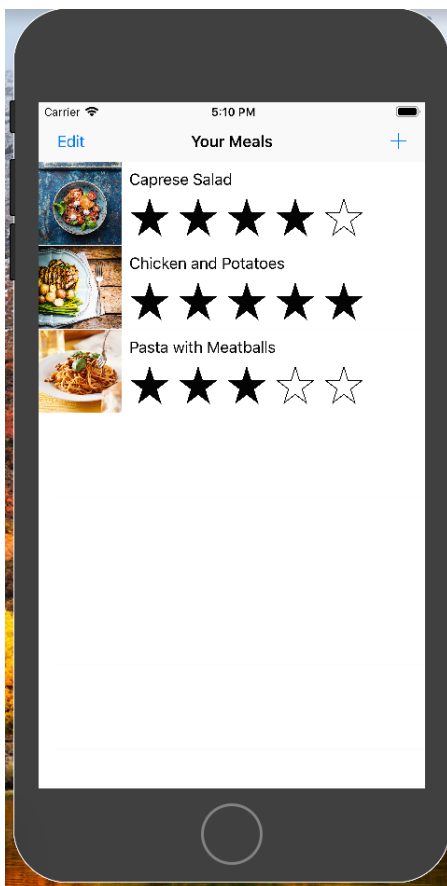 Carrier 5:10 PM
Edit Your Meals +
Caprese Salad
Chicken and Potatoes
Pasta with Meatballs